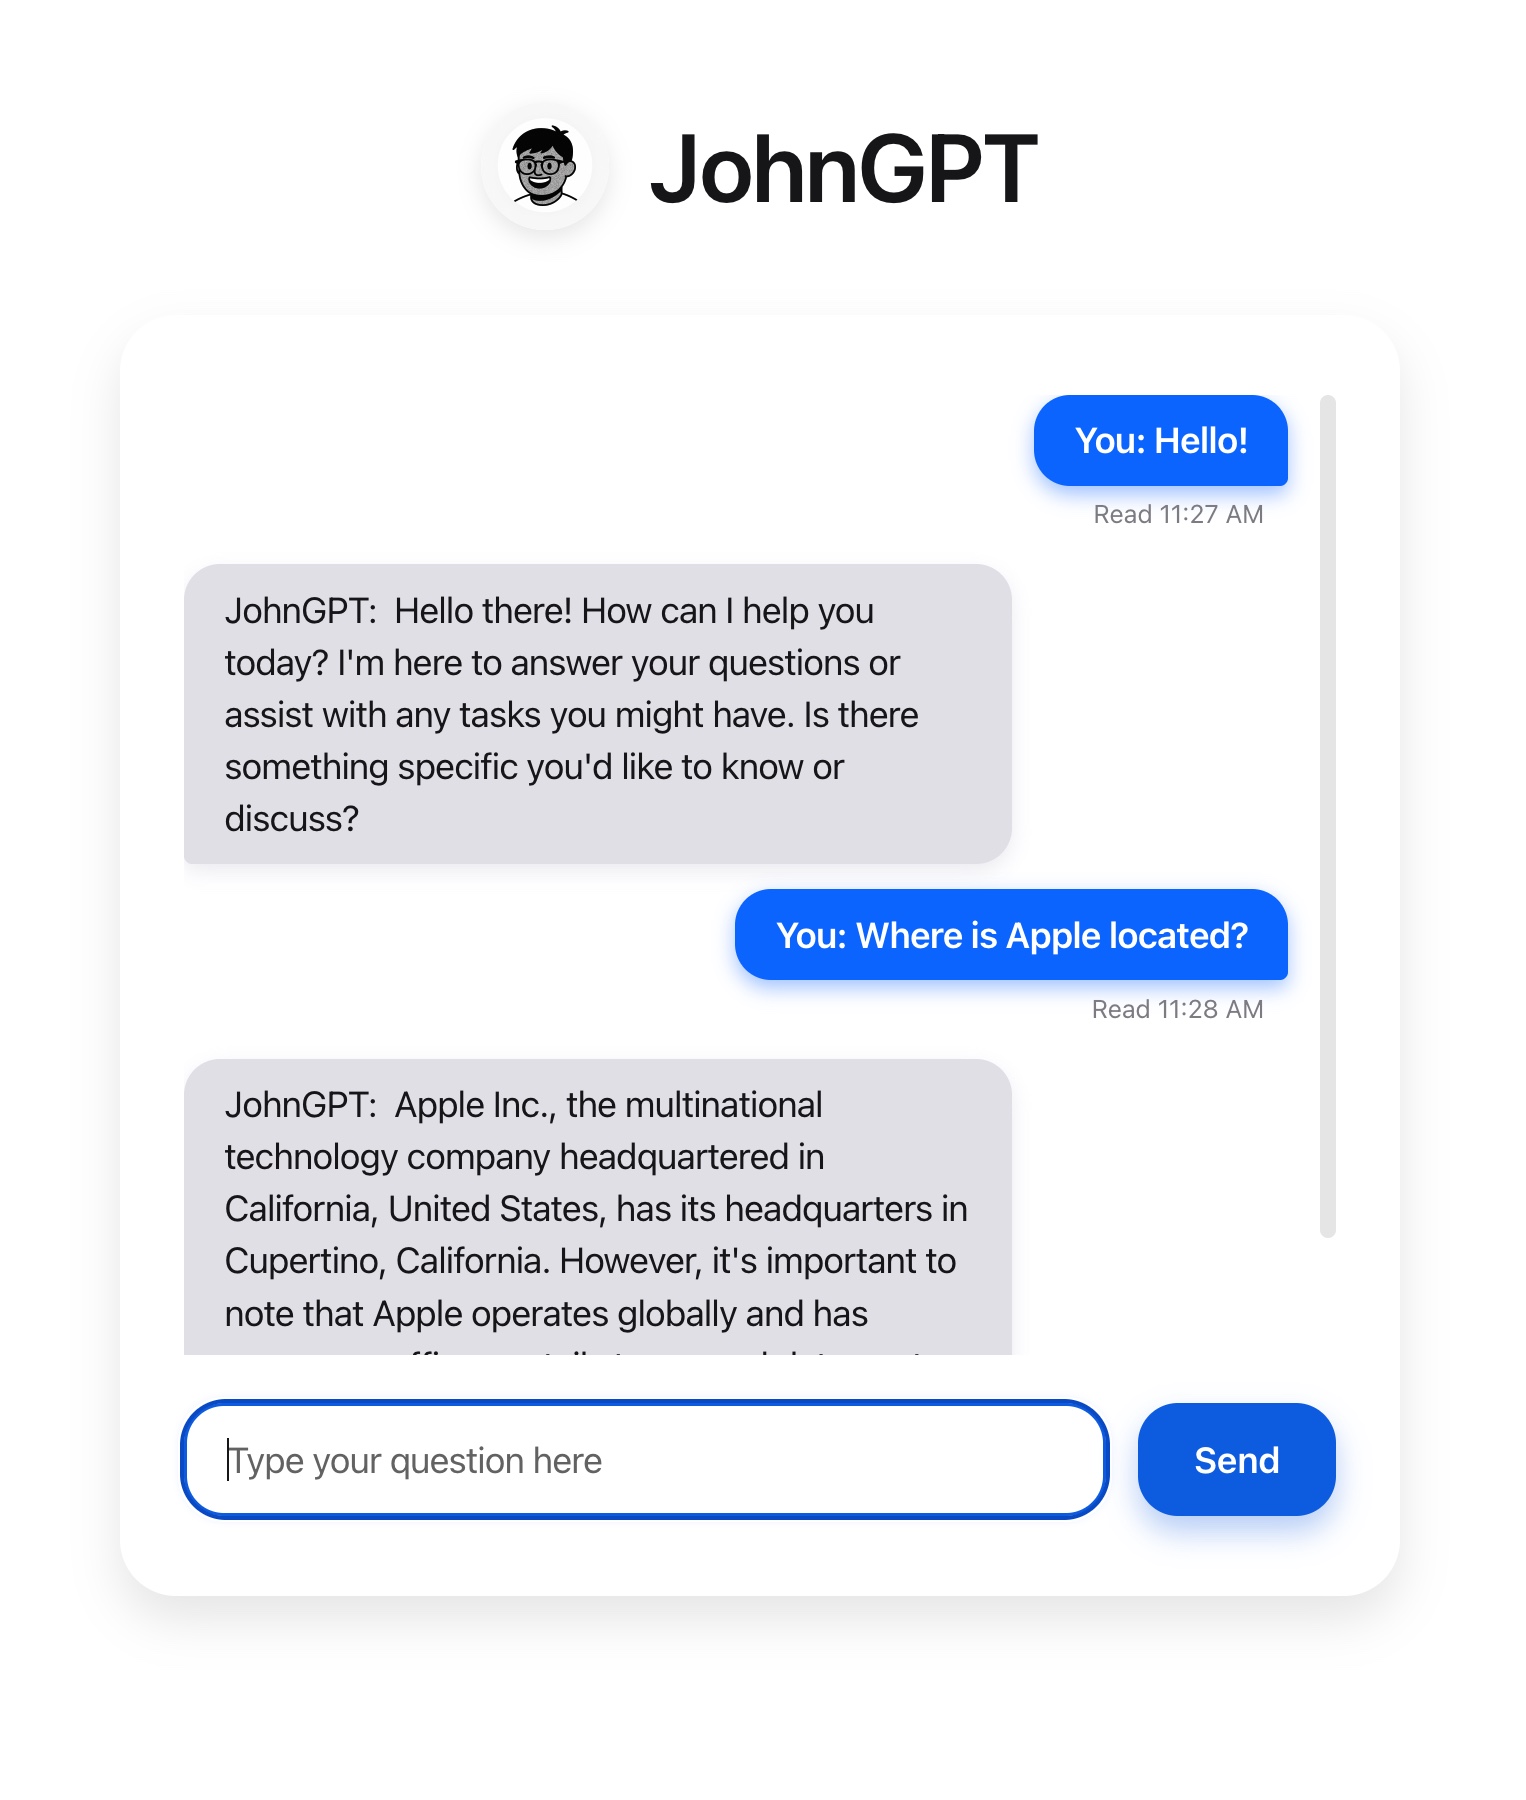 JohnGPT
You: Hello!
Read 11:27 AM
JohnGPT:  Hello there! How can I help you
today? I'm here to answer your questions or
assist with any tasks you might have. Is there
something specific you'd like to know or
discuss?
You: Where is Apple located?
Read 11:28 AM
JohnGPT:  Apple Inc., the multinational
technology company headquartered in
California, United States, has its headquarters in
Cupertino, California. However, it's important to
note that Apple operates globally and has
Type your question here
Send